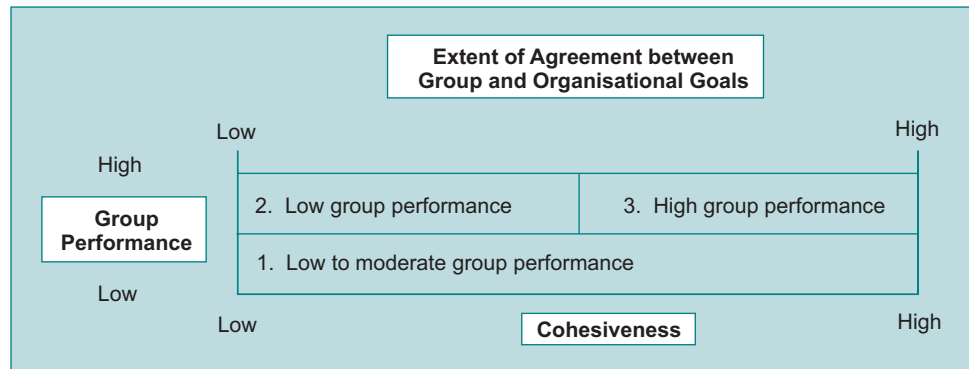 Extent of Agreement between
Group and Organisational Goals
Low
High
High
2. Low group performance
3. High group performance
Group
Performance
1. Low to moderate group performance
Low
Low
Cohesiveness
High